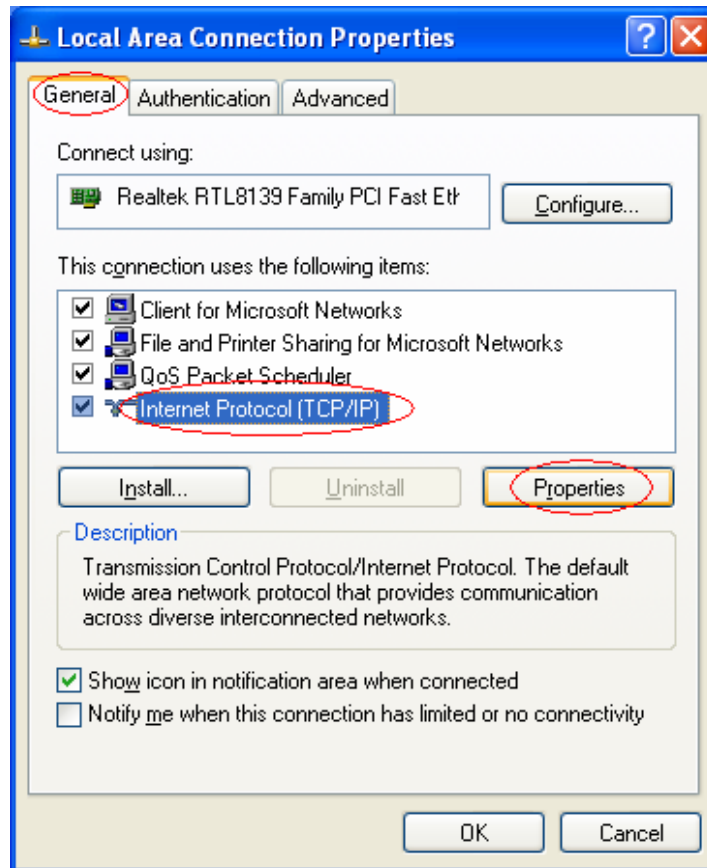 Local Area Connection Properties
General Authentication Advanced
Connect using:
Realtek RTL8139 Family PCI Fast Eth
Configure...
This connection uses the following items:
Client for Microsoft Networks
File and Printer Sharing for Microsoft Networks
QoS Packet Scheduler
Internet Protocol (TCP/IP)
Install... Uninstall Properties
Description
Transmission Control Protocol/Internet Protocol. The default
wide area network protocol that provides communication
across diverse interconnected networks.
Show icon in notification area when connected
Notify me when this connection has limited or no connectivity
OK Cancel